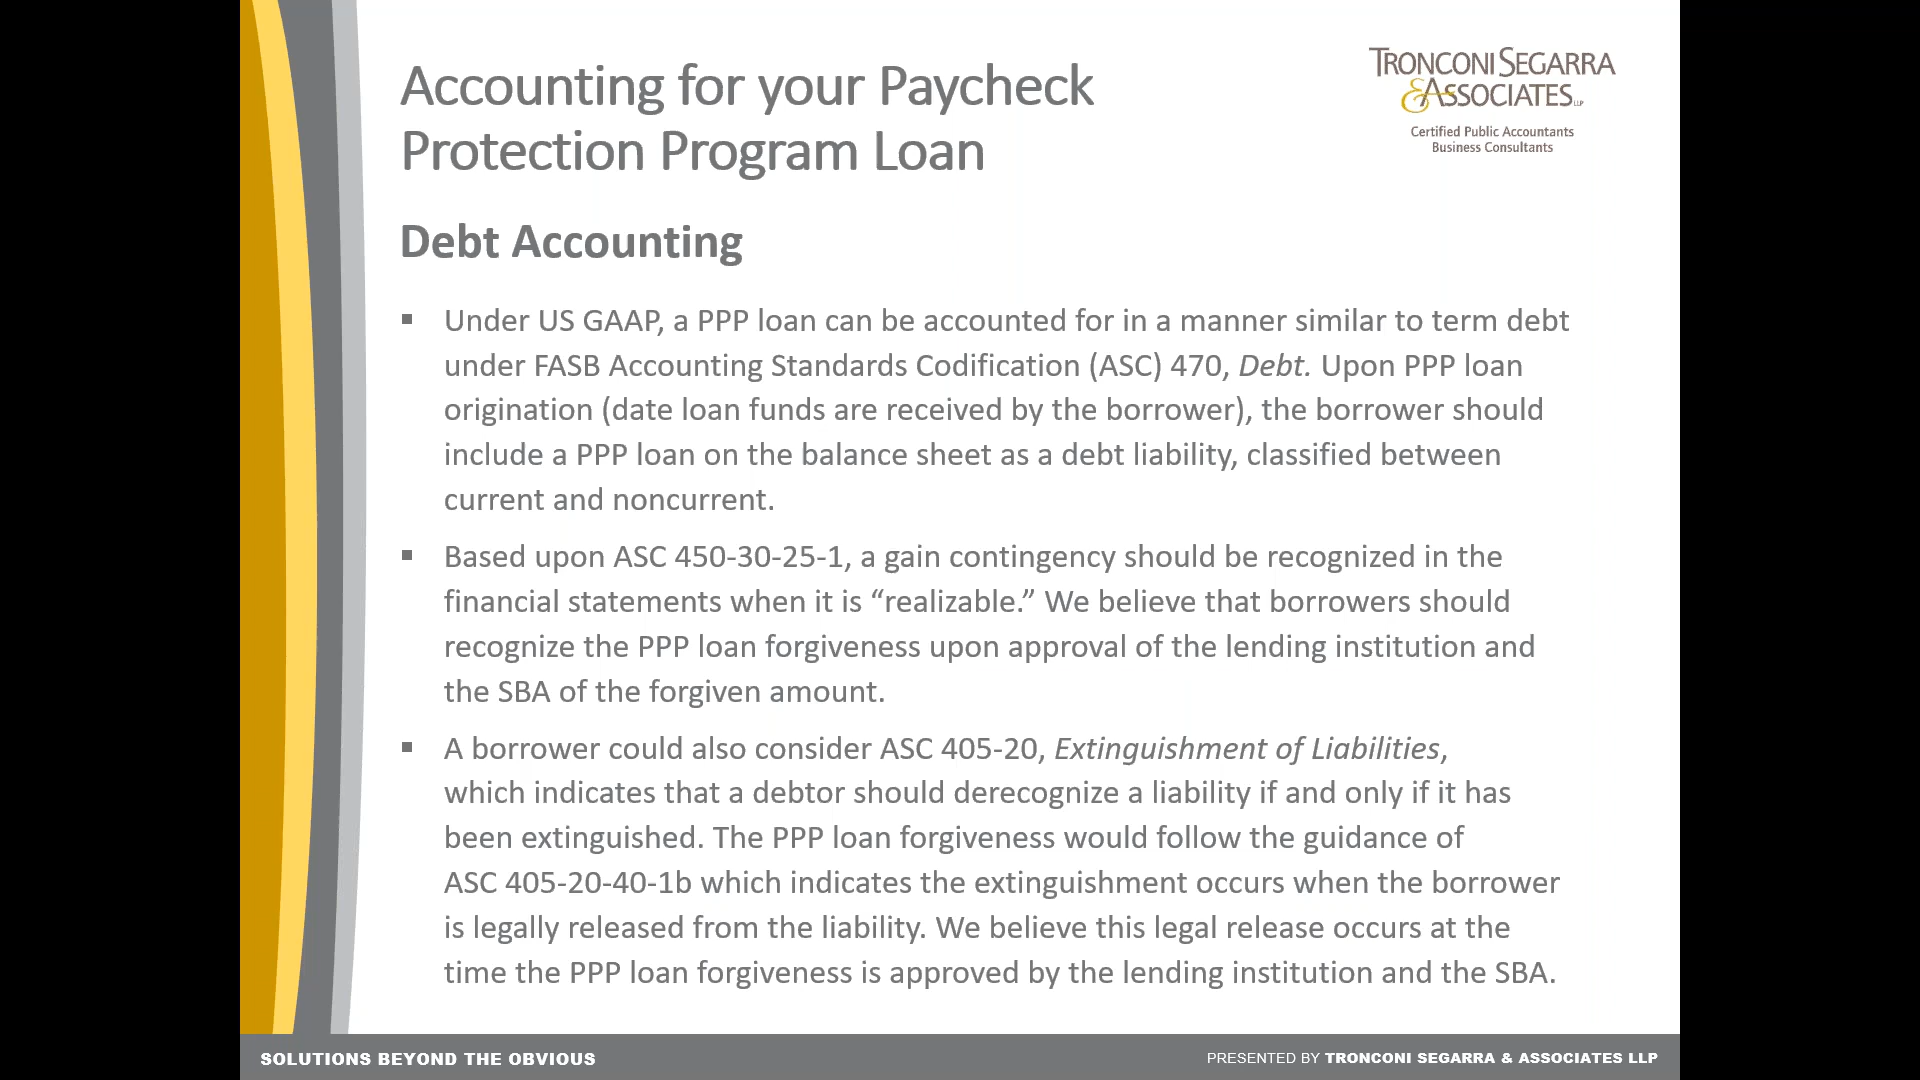 Accounting for your Paycheck
Protection Program Loan
TRONCONI SEGARRA
& ASSOCIATES LLP
Certified Public Accountants
Business Consultants
Debt Accounting
▪ Under US GAAP, a PPP loan can be accounted for in a manner similar to term debt
under FASB Accounting Standards Codification (ASC) 470, Debt. Upon PPP loan
origination (date loan funds are received by the borrower), the borrower should
include a PPP loan on the balance sheet as a debt liability, classified between
current and noncurrent.
▪ Based upon ASC 450-30-25-1, a gain contingency should be recognized in the
financial statements when it is “realizable.” We believe that borrowers should
recognize the PPP loan forgiveness upon approval of the lending institution and
the SBA of the forgiven amount.
▪ A borrower could also consider ASC 405-20, Extinguishment of Liabilities,
which indicates that a debtor should derecognize a liability if and only if it has
been extinguished. The PPP loan forgiveness would follow the guidance of
ASC 405-20-40-1b which indicates the extinguishment occurs when the borrower
is legally released from the liability. We believe this legal release occurs at the
time the PPP loan forgiveness is approved by the lending institution and the SBA.
SOLUTIONS BEYOND THE OBVIOUS
PRESENTED BY TRONCONI SEGARRA & ASSOCIATES LLP